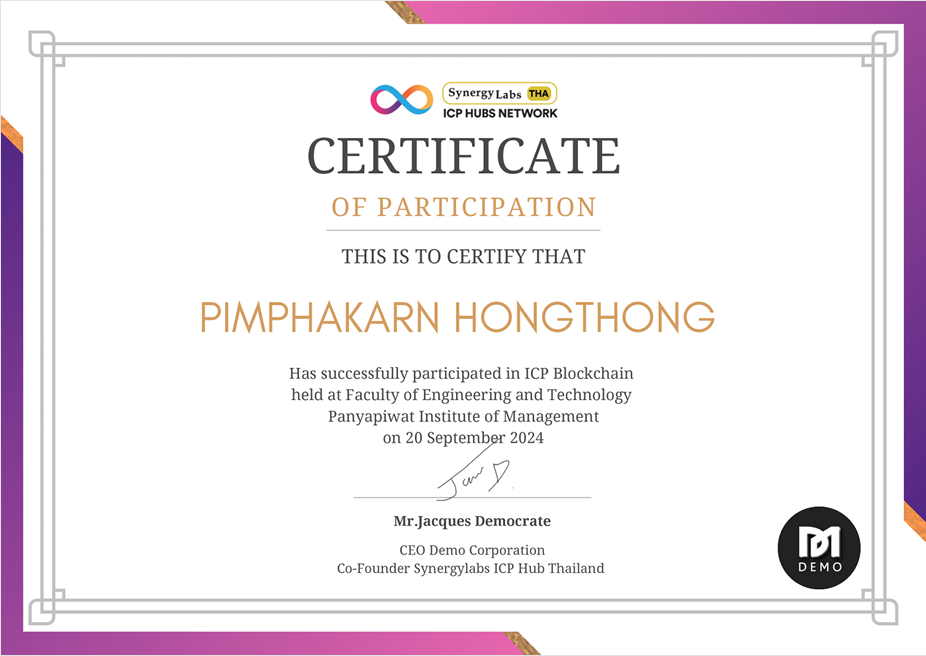 Synergy Labs THA
ICP HUBS NETWORK
CERTIFICATE
OF PARTICIPATION
THIS IS TO CERTIFY THAT
PIMPHAKARN HONGTHONG
Has successfully participated in ICP Blockchain
held at Faculty of Engineering and Technology
Panyapiwat Institute of Management
on 20 September 2024
Mr.Jacques Democrate
CEO Demo Corporation
Co-Founder Synergylabs ICP Hub Thailand
DEMO